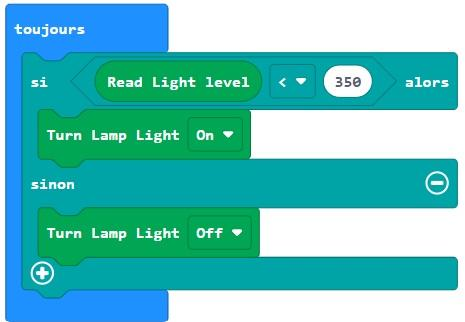 toujours
si Read Light level < 350 alors
Turn Lamp Light On
sinon
Turn Lamp Light Off